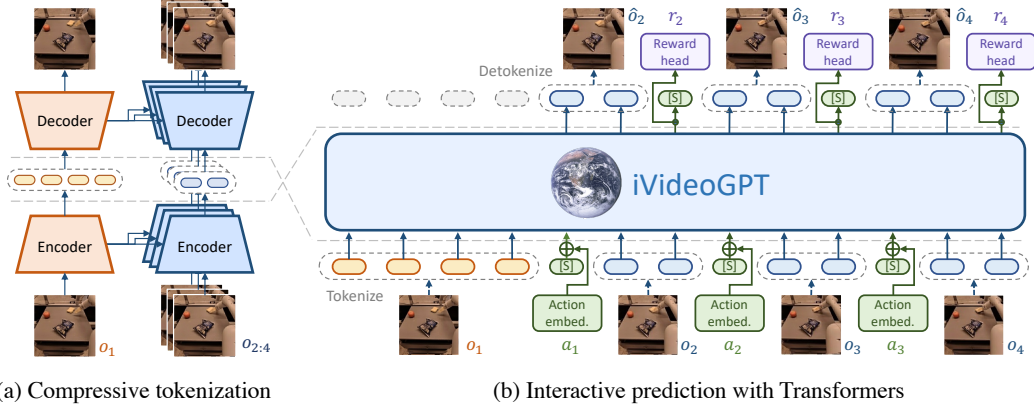 ô₂ r₂ ô₃ r₃ ô₄ r₄
Reward head
Reward head
Reward head
Detokenize
Decoder
Decoder
[S]
[S]
[S]
iVideoGPT
Encoder
Encoder
[S]
[S]
[S]
Tokenize
Action embed.
Action embed.
Action embed.
o₁
o₂:₄
o₁ a₁ o₂ a₂ o₃ a₃ o₄
(a) Compressive tokenization
(b) Interactive prediction with Transformers